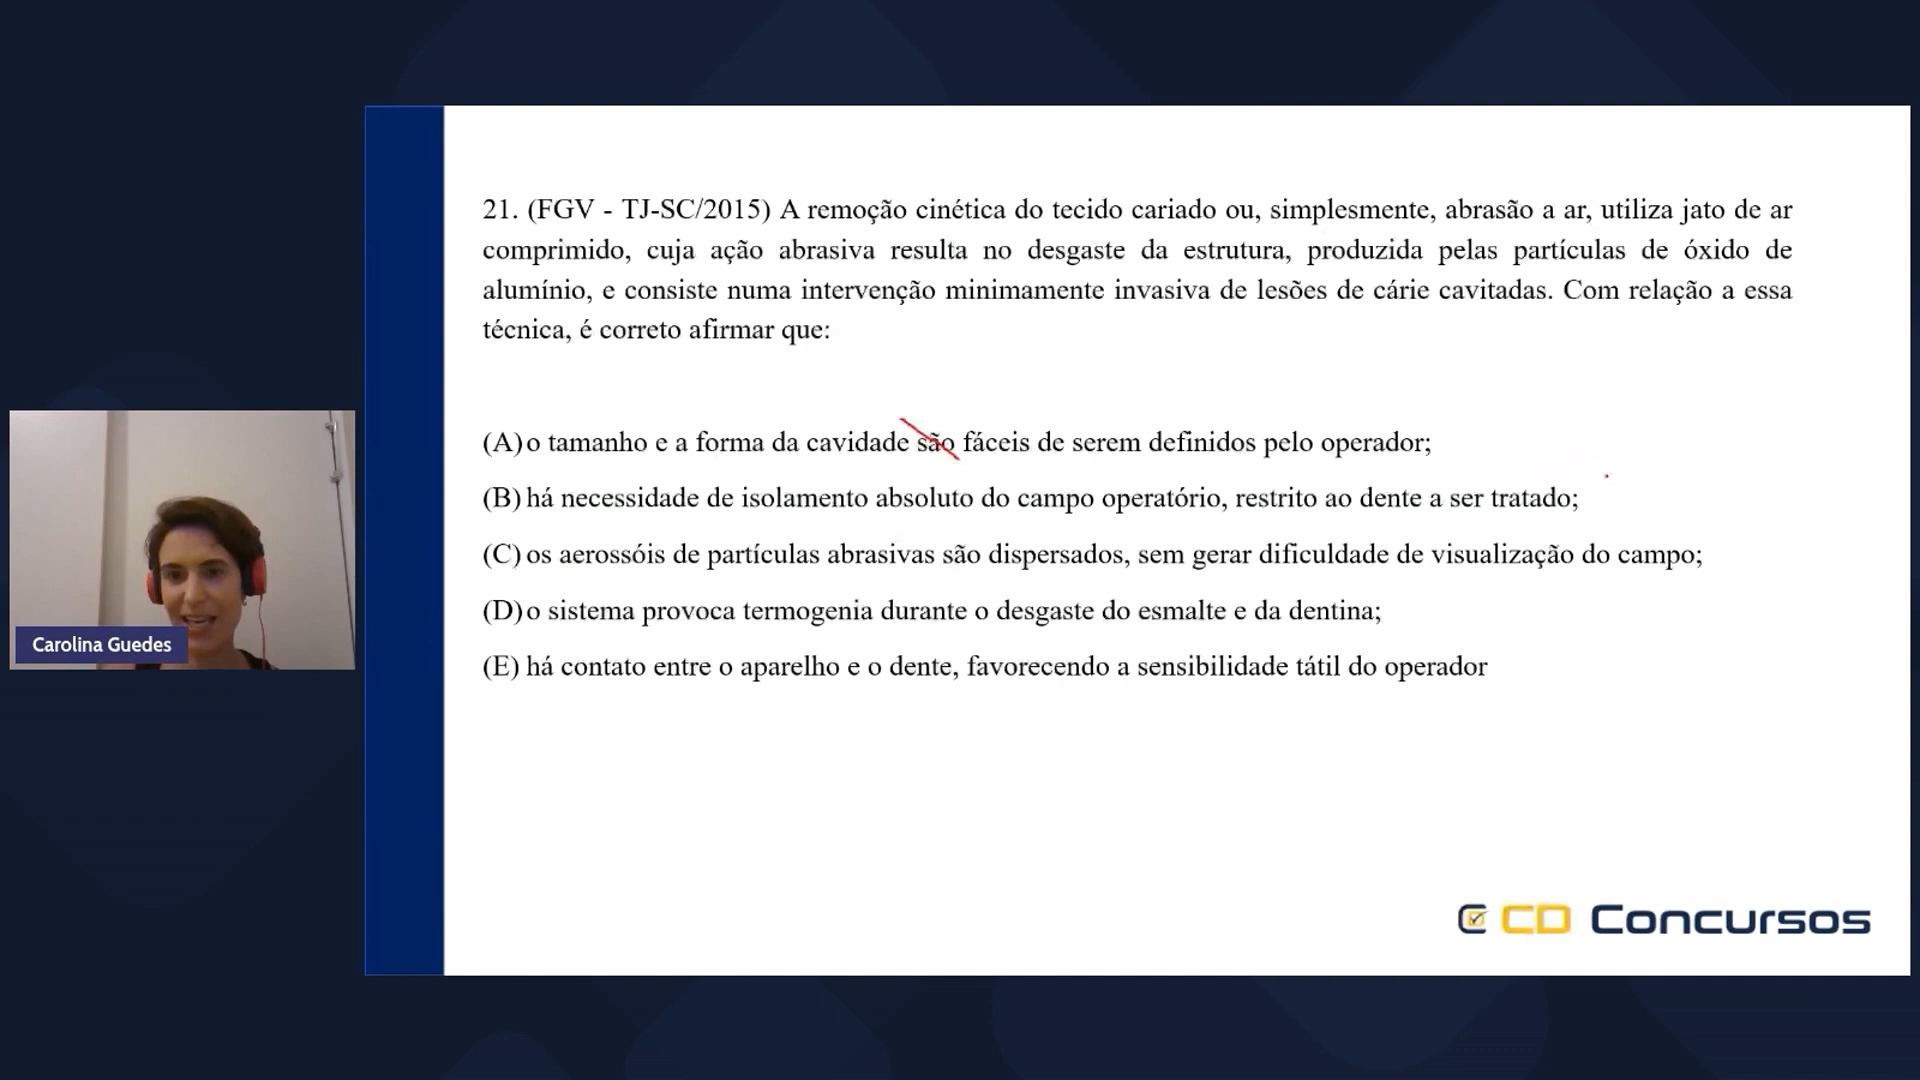 21. (FGV - TJ-SC/2015) A remoção cinética do tecido cariado ou, simplesmente, abrasão a ar, utiliza jato de ar
comprimido, cuja ação abrasiva resulta no desgaste da estrutura, produzida pelas partículas de óxido de
alumínio, e consiste numa intervenção minimamente invasiva de lesões de cárie cavitadas. Com relação a essa
técnica, é correto afirmar que:
(A) o tamanho e a forma da cavidade são fáceis de serem definidos pelo operador;
(B) há necessidade de isolamento absoluto do campo operatório, restrito ao dente a ser tratado;
(C) os aerossóis de partículas abrasivas são dispersados, sem gerar dificuldade de visualização do campo;
(D) o sistema provoca termogenia durante o desgaste do esmalte e da dentina;
(E) há contato entre o aparelho e o dente, favorecendo a sensibilidade tátil do operador
Carolina Guedes
CD Concursos